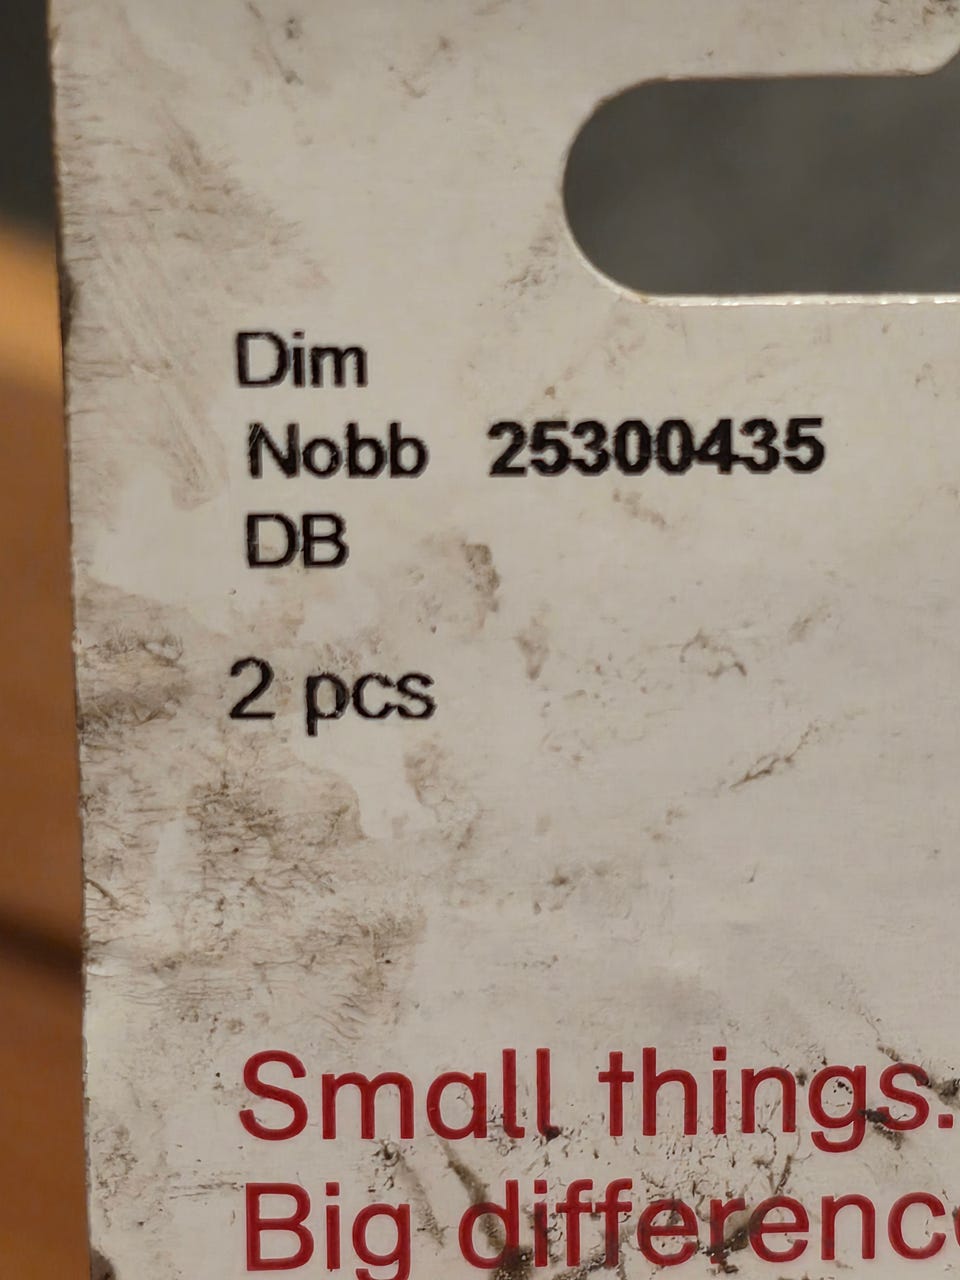 Dim
Nobb 25300435
DB
2 pcs
Small things.
Big differenc